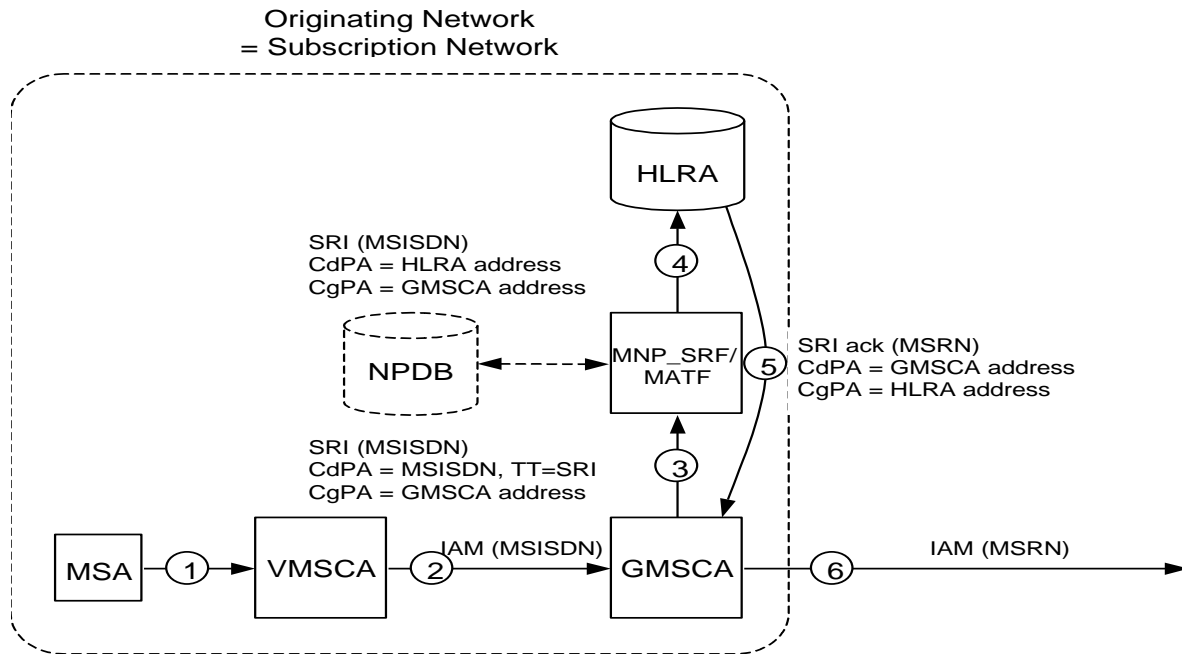 Originating Network
= Subscription Network
HLRA
SRI (MSISDN)
CdPA = HLRA address
CgPA = GMSCA address
4
NPDB
MNP_SRF/
MATF
5
SRI ack (MSRN)
CdPA = GMSCA address
CgPA = HLRA address
SRI (MSISDN)
CdPA = MSISDN, TT=SRI
CgPA = GMSCA address
3
MSA
1
VMSCA
2
IAM (MSISDN)
GMSCA
6
IAM (MSRN)